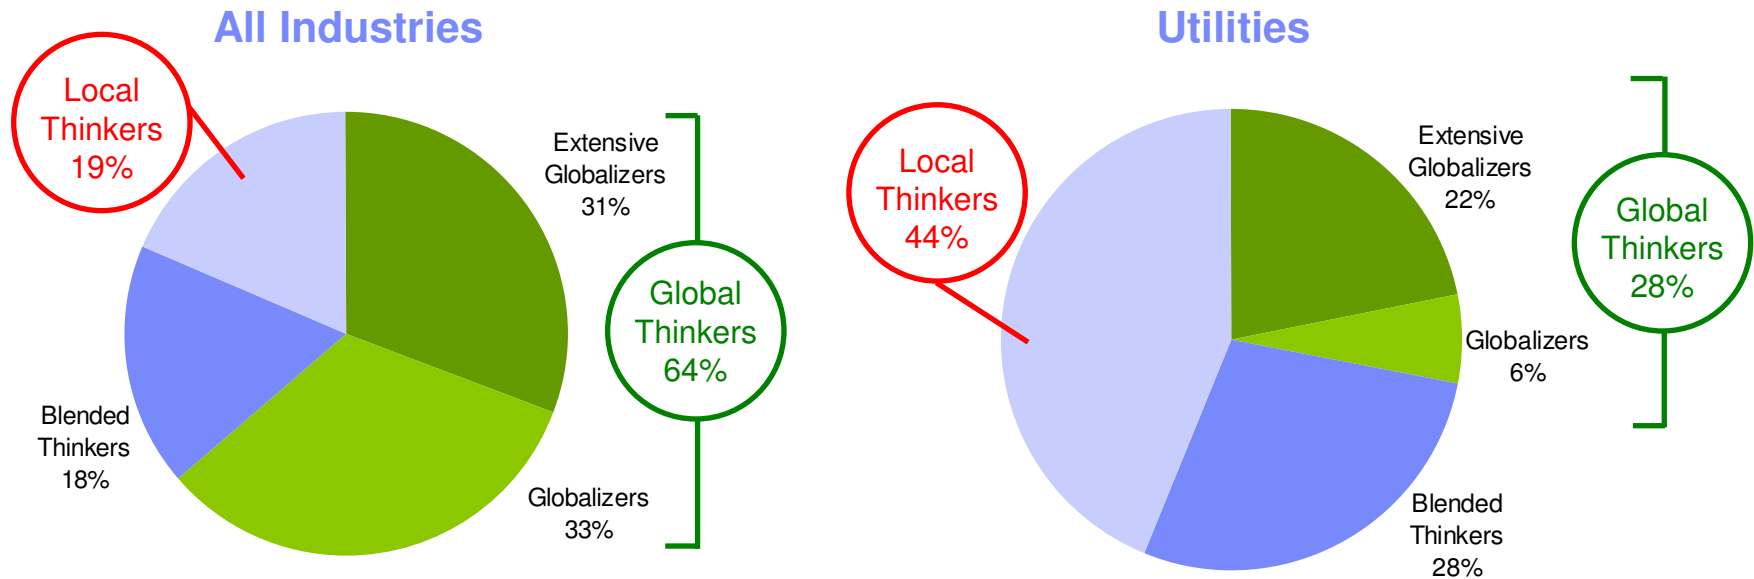 All Industries
Local
Thinkers
19%
Extensive
Globalizers
31%
Global
Thinkers
64%
Blended
Thinkers
18%
Globalizers
33%
Utilities
Local
Thinkers
44%
Extensive
Globalizers
22%
Global
Thinkers
28%
Globalizers
6%
Blended
Thinkers
28%